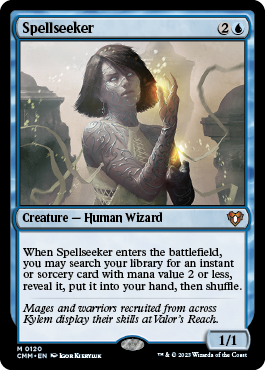 Spellseeker 2
Creature — Human Wizard
When Spellseeker enters the battlefield,
you may search your library for an instant
or sorcery card with mana value 2 or less,
reveal it, put it into your hand, then shuffle.
Mages and warriors recruited from across
Kylem display their skills at Valor's Reach.
1/1
M 0120
CMM • EN Igor Kieryluk
™ & © 2023 Wizards of the Coast